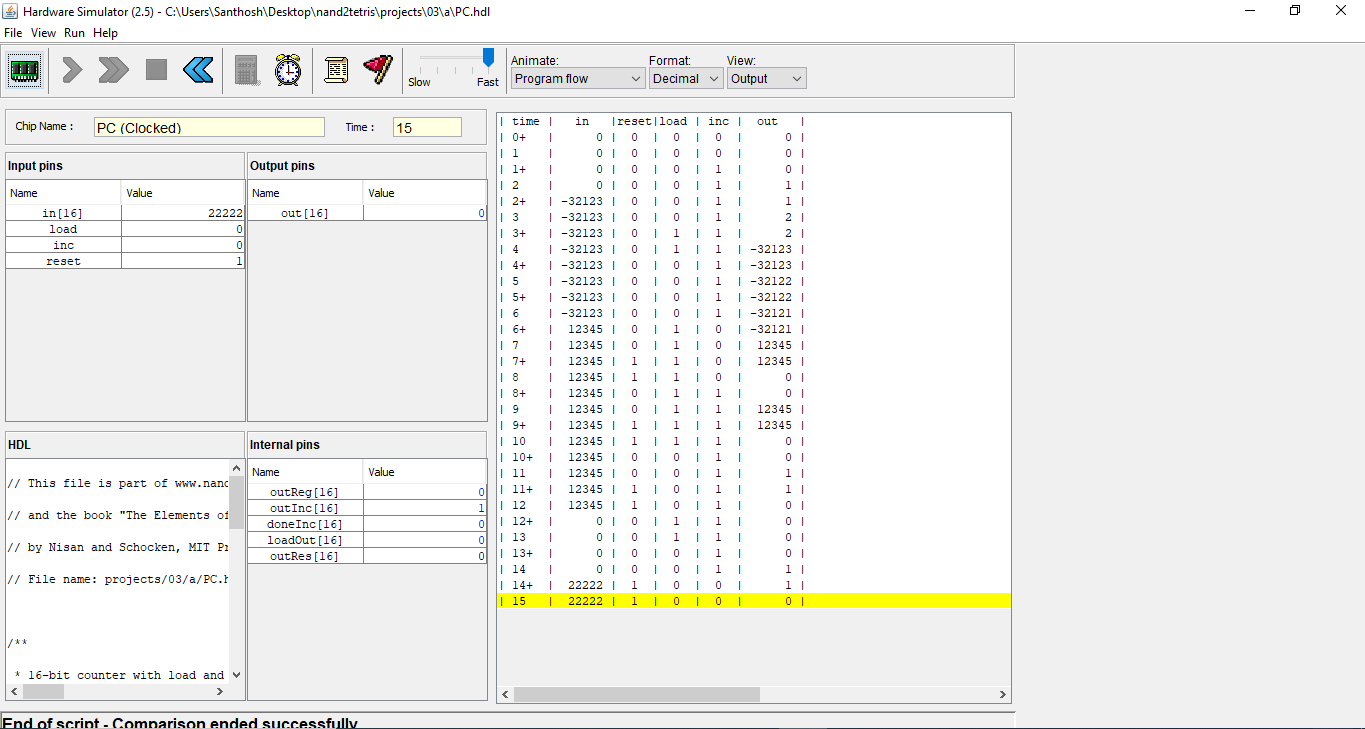 Hardware Simulator (2.5) - C:\Users\Santhosh\Desktop\nand2tetris\projects\03\a\PC.hdl
File View Run Help
Animate: Format: View:
Slow Fast Program flow Decimal Output
Chip Name : PC (Clocked) Time : 15
Input pins
Name Value
in[16] 22222
load 0
inc 0
reset 1
Output pins
Name Value
out[16] 0
HDL
// This file is part of www.nand
// and the book "The Elements of
// by Nisan and Schocken, MIT Pr
// File name: projects/03/a/PC.h
/**
* 16-bit counter with load and
Internal pins
Name Value
outReg[16] 0
outInc[16] 1
doneInc[16] 0
loadOut[16] 0
outRes[16] 0
| time | in |reset|load | inc | out |
| 0+ | 0 | 0 | 0 | 0 | 0 |
| 1 | 0 | 0 | 0 | 0 | 0 |
| 1+ | 0 | 0 | 0 | 1 | 0 |
| 2 | 0 | 0 | 0 | 1 | 1 |
| 2+ | -32123 | 0 | 0 | 1 | 1 |
| 3 | -32123 | 0 | 0 | 1 | 2 |
| 3+ | -32123 | 0 | 1 | 1 | 2 |
| 4 | -32123 | 0 | 1 | 1 | -32123 |
| 4+ | -32123 | 0 | 0 | 1 | -32123 |
| 5 | -32123 | 0 | 0 | 1 | -32122 |
| 5+ | -32123 | 0 | 0 | 1 | -32122 |
| 6 | -32123 | 0 | 0 | 1 | -32121 |
| 6+ | 12345 | 0 | 1 | 0 | -32121 |
| 7 | 12345 | 0 | 1 | 0 | 12345 |
| 7+ | 12345 | 1 | 1 | 0 | 12345 |
| 8 | 12345 | 1 | 1 | 0 | 0 |
| 8+ | 12345 | 0 | 1 | 1 | 0 |
| 9 | 12345 | 0 | 1 | 1 | 12345 |
| 9+ | 12345 | 1 | 1 | 1 | 12345 |
| 10 | 12345 | 1 | 1 | 1 | 0 |
| 10+ | 12345 | 0 | 0 | 1 | 0 |
| 11 | 12345 | 0 | 0 | 1 | 1 |
| 11+ | 12345 | 1 | 0 | 1 | 1 |
| 12 | 12345 | 1 | 0 | 1 | 0 |
| 12+ | 0 | 0 | 1 | 1 | 0 |
| 13 | 0 | 0 | 1 | 1 | 0 |
| 13+ | 0 | 0 | 0 | 1 | 0 |
| 14 | 0 | 0 | 0 | 1 | 1 |
| 14+ | 22222 | 1 | 0 | 0 | 1 |
| 15 | 22222 | 1 | 0 | 0 | 0 |
End of script - Comparison ended successfully